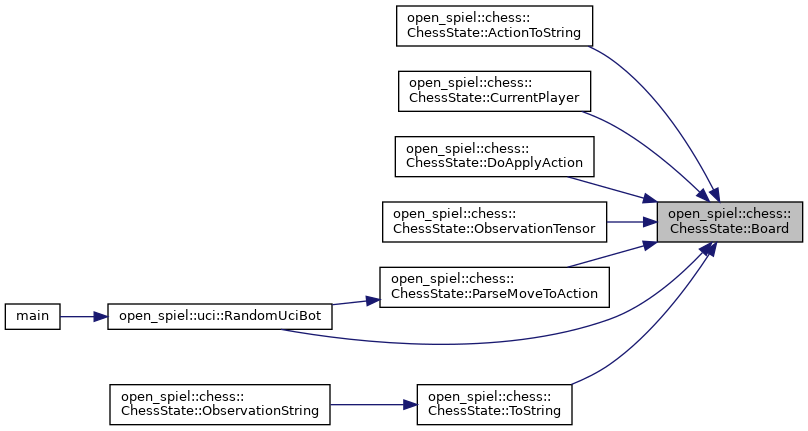 open_spiel::chess::
ChessState::ActionToString
open_spiel::chess::
ChessState::CurrentPlayer
open_spiel::chess::
ChessState::DoApplyAction
open_spiel::chess::
ChessState::ObservationTensor
open_spiel::chess::
ChessState::Board
open_spiel::chess::
ChessState::ParseMoveToAction
main
open_spiel::uci::RandomUciBot
open_spiel::chess::
ChessState::ObservationString
open_spiel::chess::
ChessState::ToString